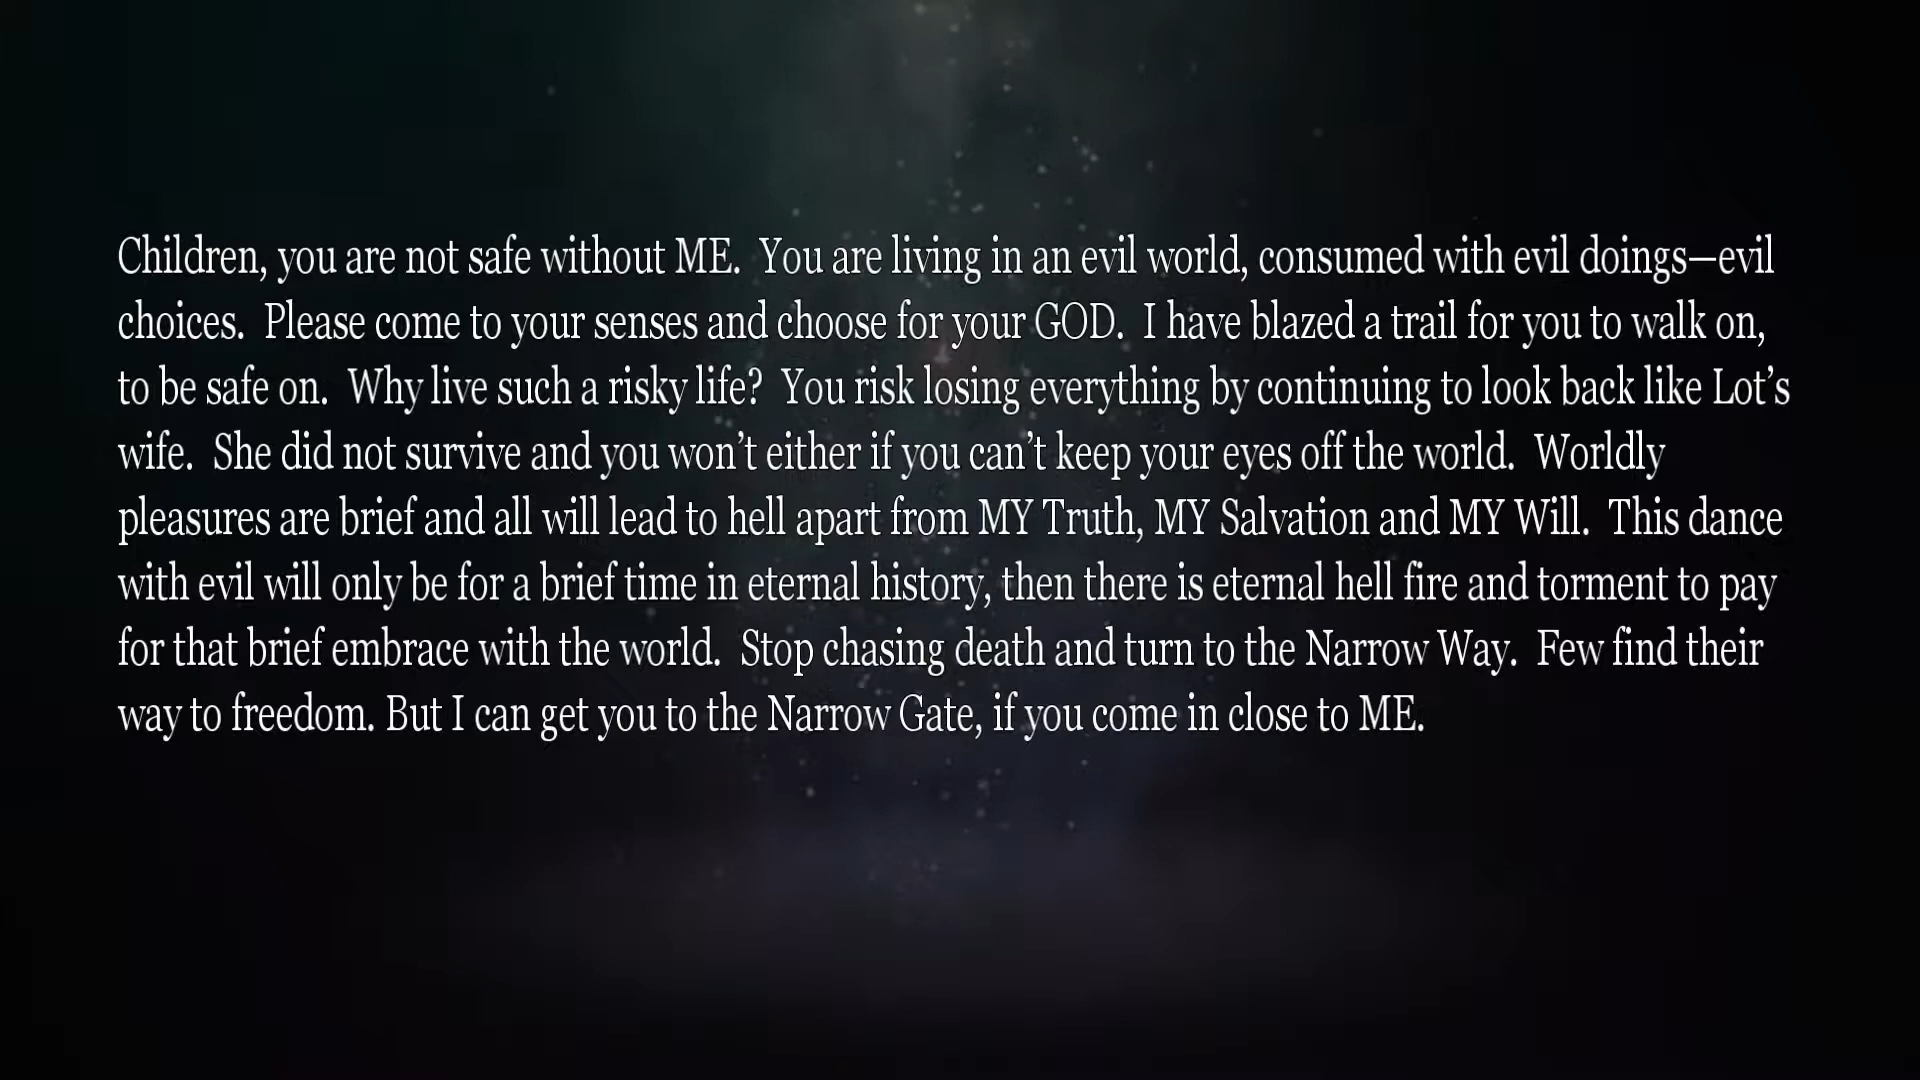 Children, you are not safe without ME.  You are living in an evil world, consumed with evil doings—evil
choices.  Please come to your senses and choose for your GOD.  I have blazed a trail for you to walk on,
to be safe on.  Why live such a risky life?  You risk losing everything by continuing to look back like Lot’s
wife.  She did not survive and you won’t either if you can’t keep your eyes off the world.  Worldly
pleasures are brief and all will lead to hell apart from MY Truth, MY Salvation and MY Will.  This dance
with evil will only be for a brief time in eternal history, then there is eternal hell fire and torment to pay
for that brief embrace with the world.  Stop chasing death and turn to the Narrow Way.  Few find their
way to freedom. But I can get you to the Narrow Gate, if you come in close to ME.